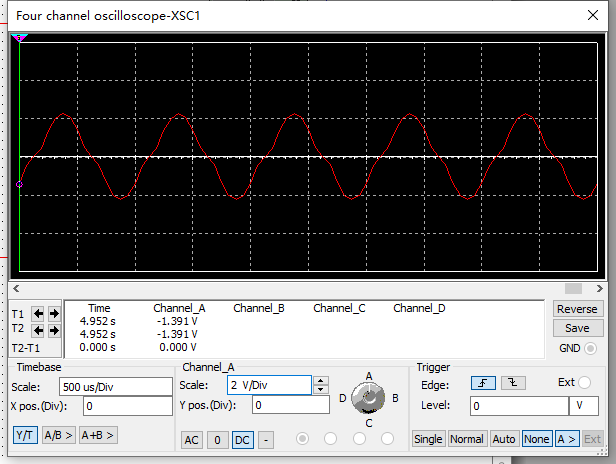 Four channel oscilloscope-XSC1
Time Channel_A Channel_B Channel_C Channel_D
T1 4.952 s -1.391 V
T2 4.952 s -1.391 V
T2-T1 0.000 s 0.000 V
Reverse
Save
GND
Timebase
Scale: 500 us/Div
X pos.(Div): 0
Y/T A/B > A+B >
Channel_A
Scale: 2 V/Div
Y pos.(Div): 0
AC 0 DC -
A
D B
C
Trigger
Edge: Ext
Level: 0 V
Single Normal Auto None A > Ext